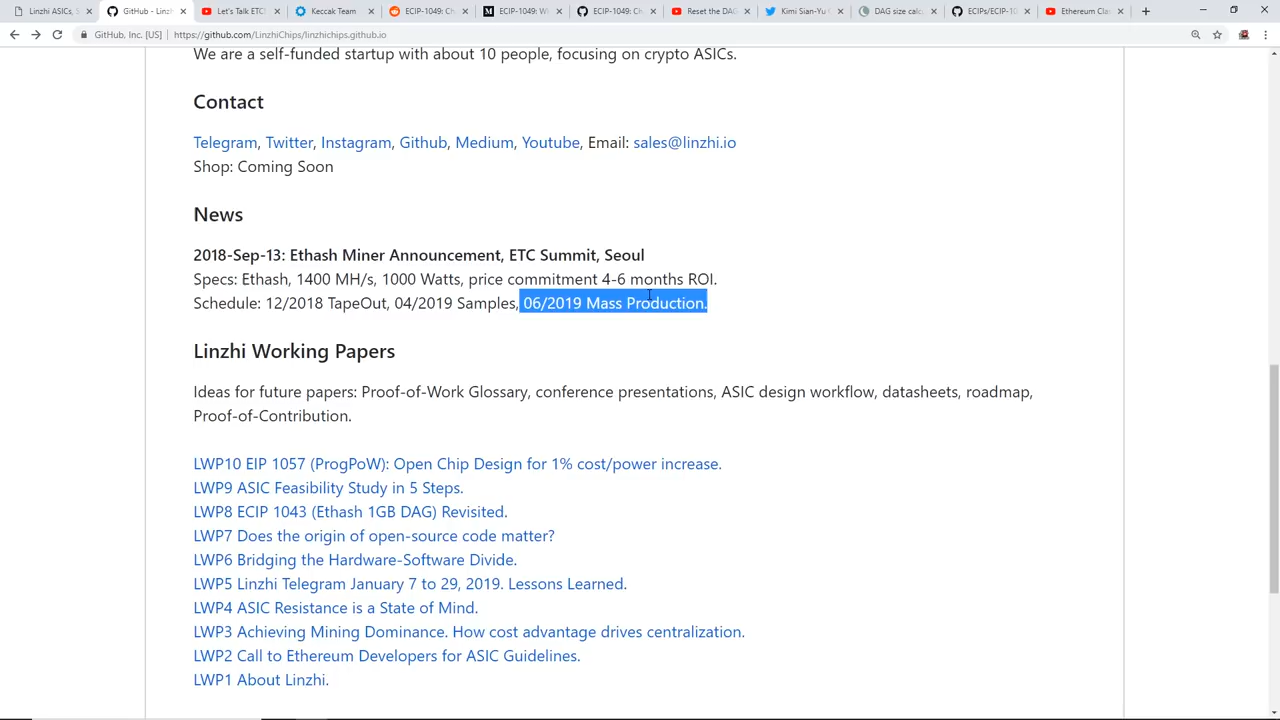 Linzhi ASICs, S
GitHub - Linzh
Let's Talk ETC!
Keccak Team
ECIP-1049: Ch
ECIP-1049: W
ECIP-1049: C
Reset the DAG
Kimi Sian-Yu
DAG size calc
ECIPs/ECIP-10
Ethereum Clas
GitHub, Inc. [US] | https://github.com/LinzhiChips/linzhichips.github.io
We are a self-funded startup with about 10 people, focusing on crypto ASICs.
Contact
Telegram, Twitter, Instagram, Github, Medium, Youtube, Email: sales@linzhi.io
Shop: Coming Soon
News
2018-Sep-13: Ethash Miner Announcement, ETC Summit, Seoul
Specs: Ethash, 1400 MH/s, 1000 Watts, price commitment 4-6 months ROI.
Schedule: 12/2018 TapeOut, 04/2019 Samples, 06/2019 Mass Production.
Linzhi Working Papers
Ideas for future papers: Proof-of-Work Glossary, conference presentations, ASIC design workflow, datasheets, roadmap,
Proof-of-Contribution.
LWP10 EIP 1057 (ProgPoW): Open Chip Design for 1% cost/power increase.
LWP9 ASIC Feasibility Study in 5 Steps.
LWP8 ECIP 1043 (Ethash 1GB DAG) Revisited.
LWP7 Does the origin of open-source code matter?
LWP6 Bridging the Hardware-Software Divide.
LWP5 Linzhi Telegram January 7 to 29, 2019. Lessons Learned.
LWP4 ASIC Resistance is a State of Mind.
LWP3 Achieving Mining Dominance. How cost advantage drives centralization.
LWP2 Call to Ethereum Developers for ASIC Guidelines.
LWP1 About Linzhi.